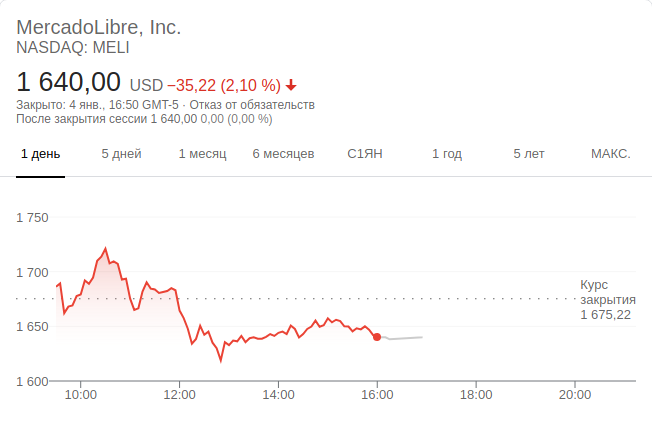 MercadoLibre, Inc.
NASDAQ: MELI
1 640,00 USD −35,22 (2,10 %)
Закрыто: 4 янв., 16:50 GMT-5 · Отказ от обязательств
После закрытия сессии 1 640,00 0,00 (0,00 %)
1 день 5 дней 1 месяц 6 месяцев С1ЯН 1 год 5 лет МАКС.
1 750
1 700
Курс
закрытия
1 675,22
1 650
1 600
10:00 12:00 14:00 16:00 18:00 20:00